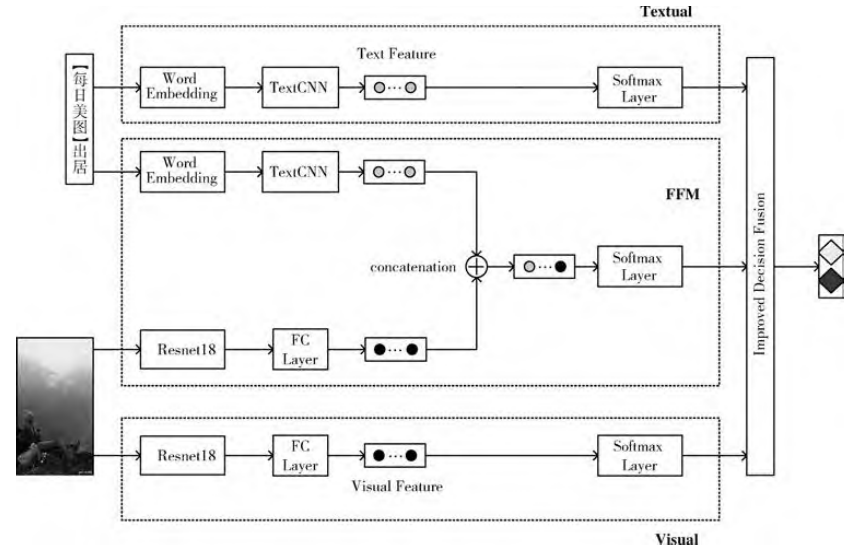 Textual
Text Feature
【每日美图】出居
Word
Embedding
TextCNN
Softmax
Layer
Word
Embedding
TextCNN
FFM
concatenation
Softmax
Layer
Improved Decision Fusion
Resnet18
FC
Layer
Resnet18
FC
Layer
Softmax
Layer
Visual Feature
Visual